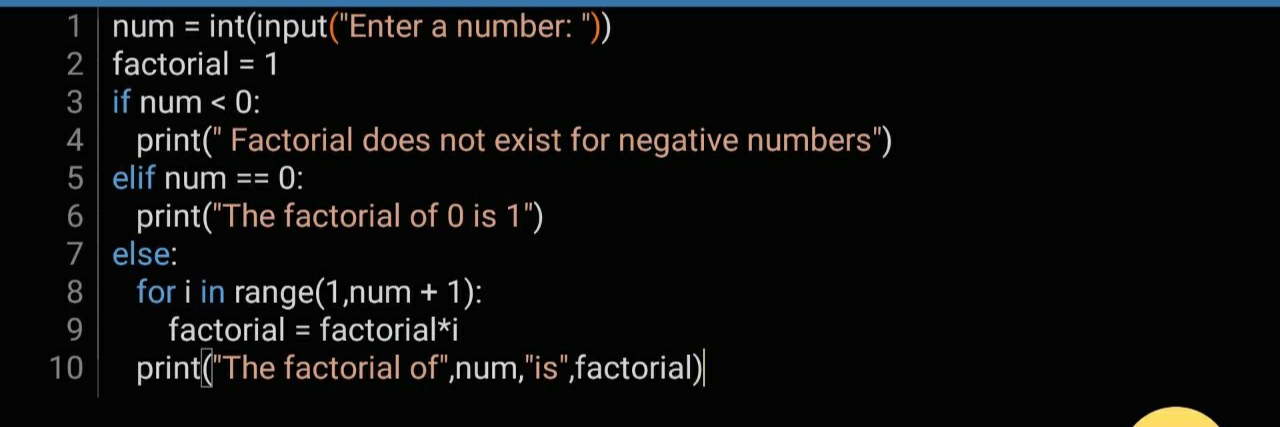 1 num = int(input("Enter a number: "))
2 factorial = 1
3 if num < 0:
4    print(" Factorial does not exist for negative numbers")
5 elif num == 0:
6    print("The factorial of 0 is 1")
7 else:
8    for i in range(1,num + 1):
9        factorial = factorial*i
10    print("The factorial of",num,"is",factorial)